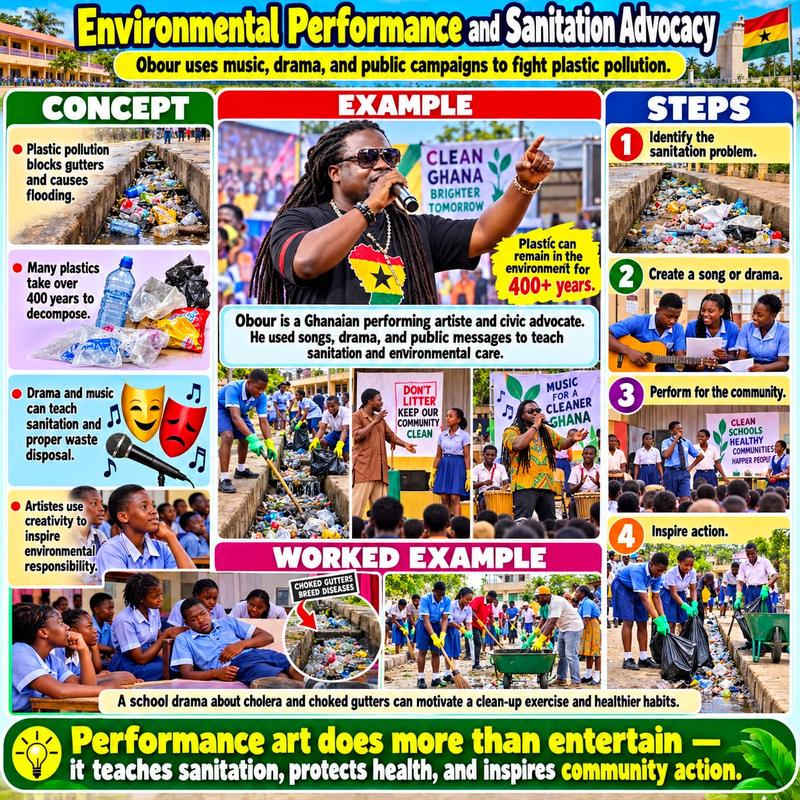 Environmental Performance and Sanitation Advocacy
Obour uses music, drama, and public campaigns to fight plastic pollution.
CONCEPT
Plastic pollution
blocks gutters
and causes
flooding.
Many plastics
take over
400 years to
decompose.
Drama and music
can teach
sanitation and
proper waste
disposal.
Artistes use
creativity to
inspire
environmental
responsibility.
EXAMPLE
CLEAN
GHANA
BRIGHTER
TOMORROW
Plastic can
remain in the
environment for
400+ years.
Obour is a Ghanaian performing artiste and civic advocate.
He used songs, drama, and public messages to teach
sanitation and environmental care.
DON'T
LITTER
KEEP OUR
COMMUNITY
CLEAN
MUSIC
FOR A
CLEANER
GHANA
STEPS
1 Identify the
sanitation problem.
2 Create a song or drama.
3 Perform for the community.
CLEAN
SCHOOLS
HEALTHY
COMMUNITIES
HAPPIER PEOPLE
4 Inspire action.
WORKED EXAMPLE
CHOKED GUTTERS
BREED DISEASES
A school drama about cholera and choked gutters can motivate a clean-up exercise and healthier habits.
Performance art does more than entertain —
it teaches sanitation, protects health, and inspires community action.